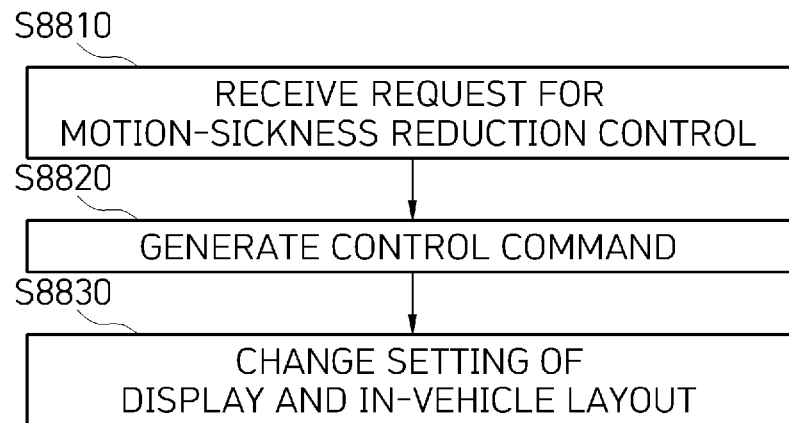 S8810
RECEIVE REQUEST FOR
MOTION-SICKNESS REDUCTION CONTROL
S8820
GENERATE CONTROL COMMAND
S8830
CHANGE SETTING OF
DISPLAY AND IN-VEHICLE LAYOUT